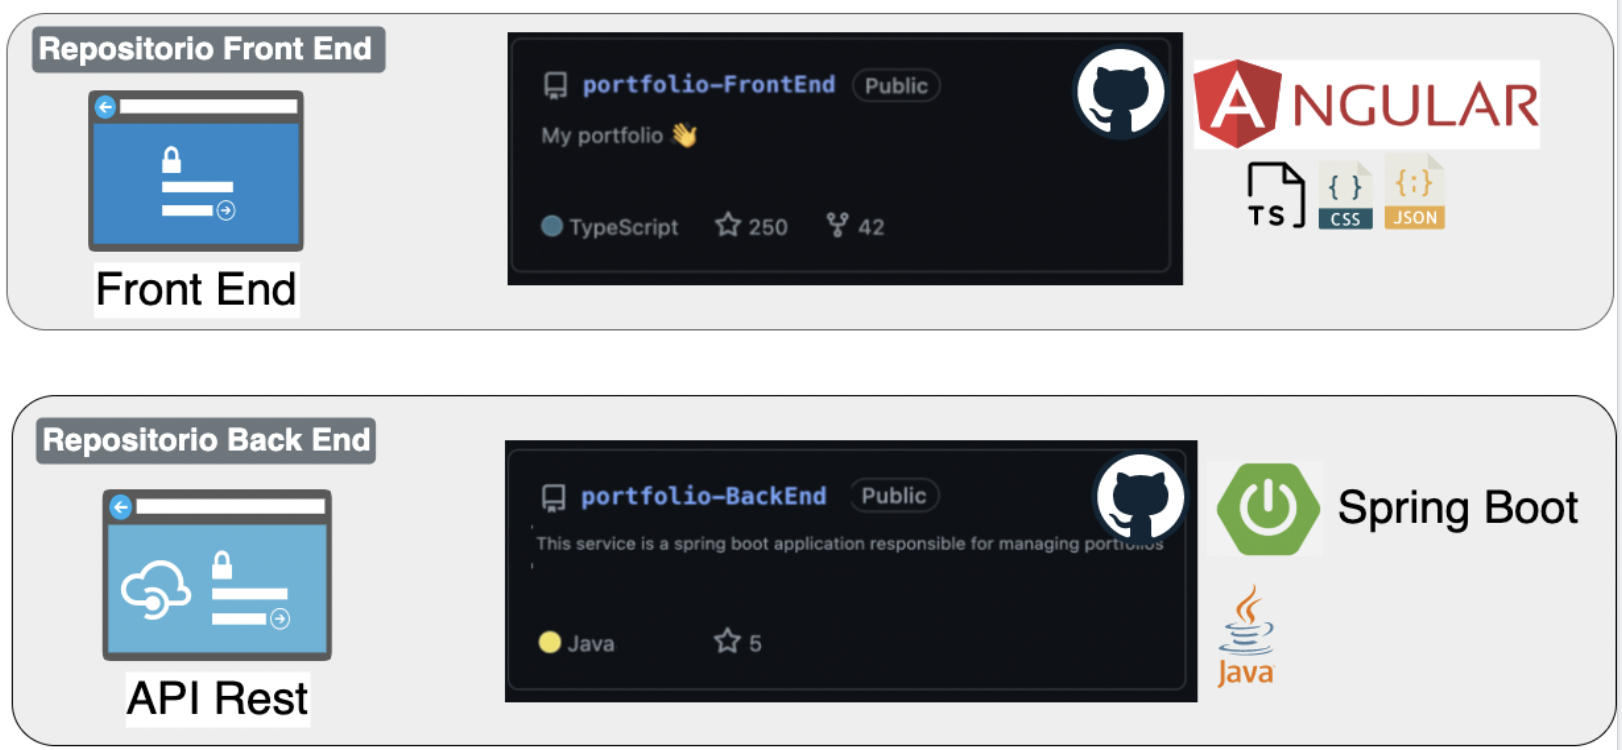 Repositorio Front End
portfolio-FrontEnd Public
My portfolio 👋
TypeScript 250 42
Front End
ANGULAR
TS { } CSS {:} JSON
Repositorio Back End
portfolio-BackEnd Public
This service is a spring boot application responsible for managing portfolios
Java 5
API Rest
Spring Boot
Java